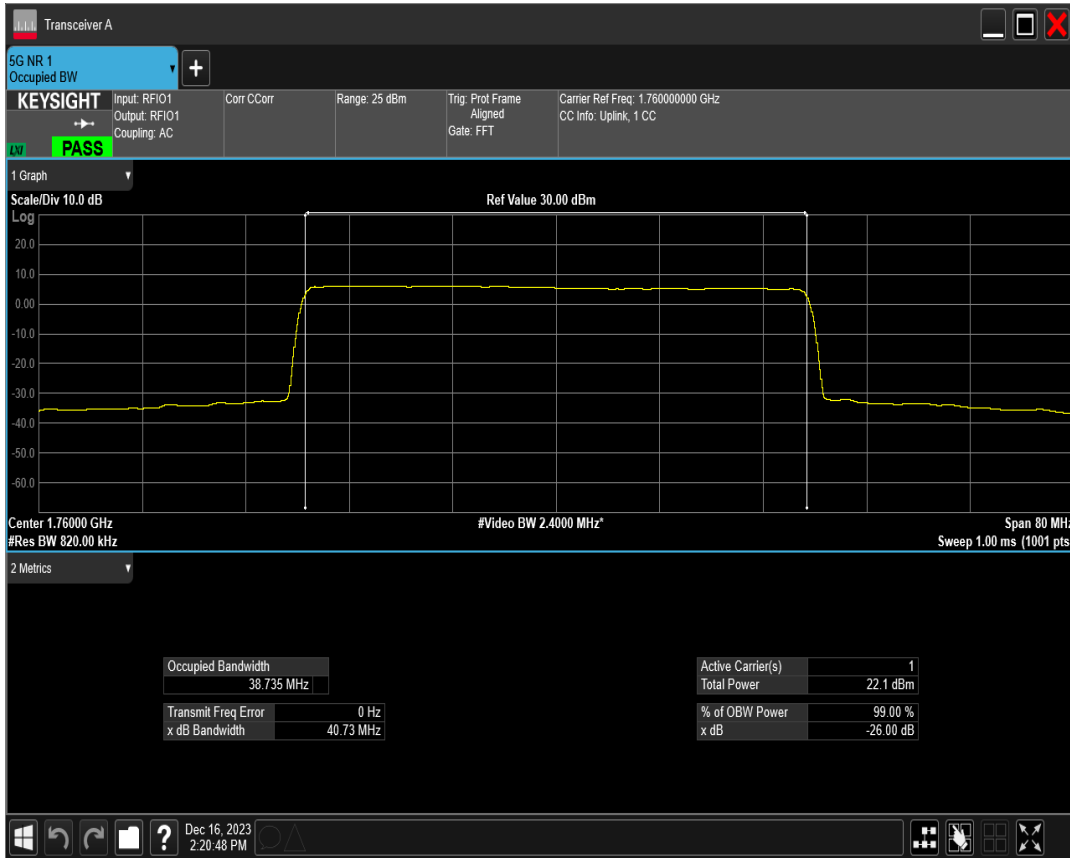 Transceiver A
5G NR 1
Occupied BW
+
KEYSIGHT
LXI
PASS
Input: RFIO1
Output: RFIO1
Coupling: AC
Corr CCorr
Range: 25 dBm
Trig: Prot Frame
Aligned
Gate: FFT
Carrier Ref Freq: 1.760000000 GHz
CC Info: Uplink, 1 CC
1 Graph
Scale/Div 10.0 dB
Ref Value 30.00 dBm
Log
20.0
10.0
0.00
-10.0
-20.0
-30.0
-40.0
-50.0
-60.0
Center 1.76000 GHz
#Video BW 2.4000 MHz*
Span 80 MHz
#Res BW 820.00 kHz
Sweep 1.00 ms (1001 pts
2 Metrics
Occupied Bandwidth
38.735 MHz
Transmit Freq Error 0 Hz
x dB Bandwidth 40.73 MHz
Active Carrier(s) 1
Total Power 22.1 dBm
% of OBW Power 99.00 %
x dB -26.00 dB
?
Dec 16, 2023
2:20:48 PM